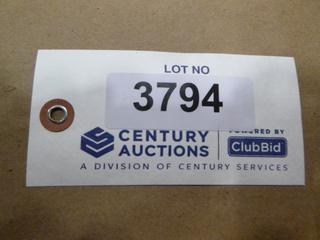 LOT NO
3794
CENTURY
AUCTIONS
POWERED BY
ClubBid
A DIVISION OF CENTURY SERVICES